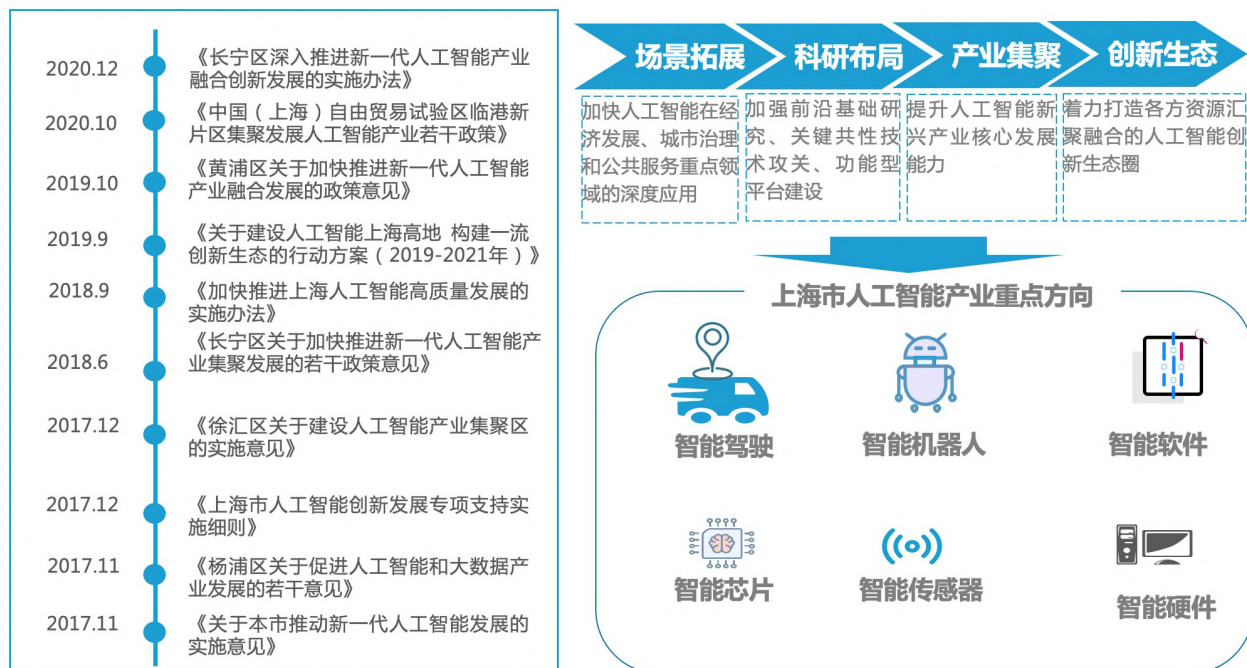 2020.12
《长宁区深入推进新一代人工智能产业
融合创新发展的实施办法》
2020.10
《中国（上海）自由贸易试验区临港新
片区集聚发展人工智能产业若干政策》
2019.10
《黄浦区关于加快推进新一代人工智能
产业融合发展的政策意见》
2019.9
《关于建设人工智能上海高地 构建一流
创新生态的行动方案（2019-2021年）》
2018.9
《加快推进上海人工智能高质量发展的
实施办法》
2018.6
《长宁区关于加快推进新一代人工智能产
业集聚发展的若干政策意见》
2017.12
《徐汇区关于建设人工智能产业集聚区
的实施意见》
2017.12
《上海市人工智能创新发展专项支持实
施细则》
2017.11
《杨浦区关于促进人工智能和大数据产
业发展的若干意见》
2017.11
《关于本市推动新一代人工智能发展的
实施意见》
场景拓展
加快人工智能在经
济发展、城市治理
和公共服务重点领
域的深度应用
科研布局
加强前沿基础研
究、关键共性技
术攻关、功能型
平台建设
产业集聚
提升人工智能新
兴产业核心发展
能力
创新生态
着力打造各方资源汇
聚融合的人工智能创
新生态圈
上海市人工智能产业重点方向
智能驾驶
智能机器人
智能软件
智能芯片
智能传感器
智能硬件